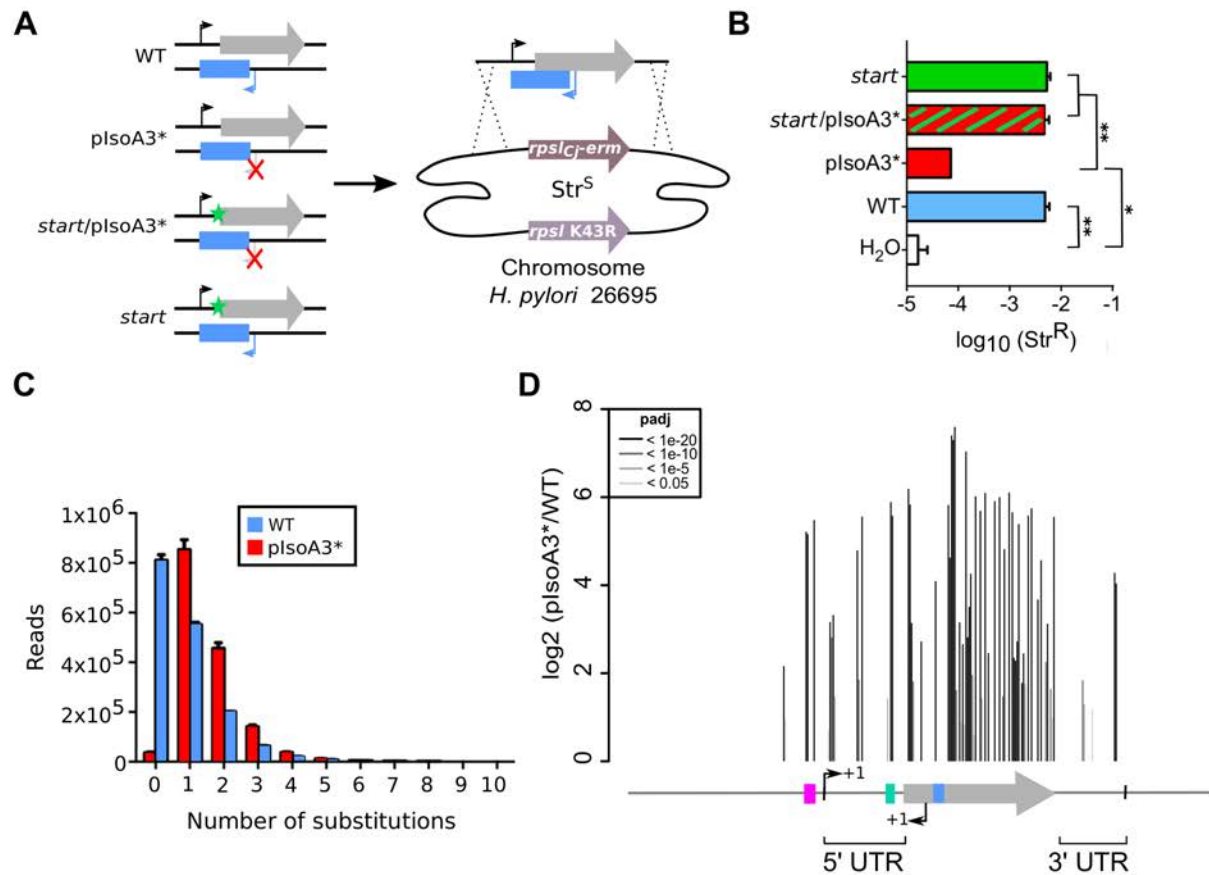 A
WT
pIsoA3*
start/pIsoA3*
start
rpslCj-erm
StrS
rpsl K43R
Chromosome
H. pylori 26695
B
start
start/pIsoA3*
pIsoA3*
WT
H2O
**
**
*
-5 -4 -3 -2 -1
log10 (StrR)
C
1x10^6
8x10^5
6x10^5
4x10^5
2x10^5
0
Reads
WT
pIsoA3*
0 1 2 3 4 5 6 7 8 9 10
Number of substitutions
D
8
6
4
2
0
log2 (pIsoA3*/WT)
padj
< 1e-20
< 1e-10
< 1e-5
< 0.05
+1
+1
5' UTR
3' UTR